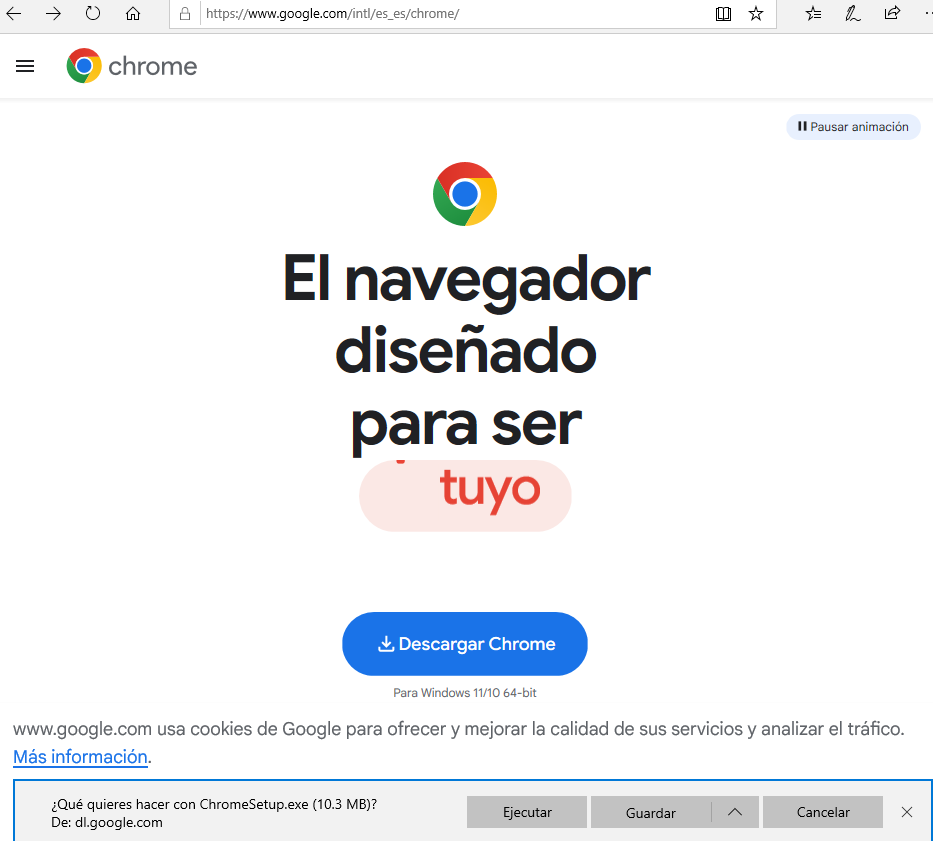 https://www.google.com/intl/es_es/chrome/
chrome
Pausar animación
El navegador
diseñado
para ser
tuyo
Descargar Chrome
Para Windows 11/10 64-bit
www.google.com usa cookies de Google para ofrecer y mejorar la calidad de sus servicios y analizar el tráfico.
Más información.
¿Qué quieres hacer con ChromeSetup.exe (10.3 MB)?
De: dl.google.com
Ejecutar
Guardar
Cancelar